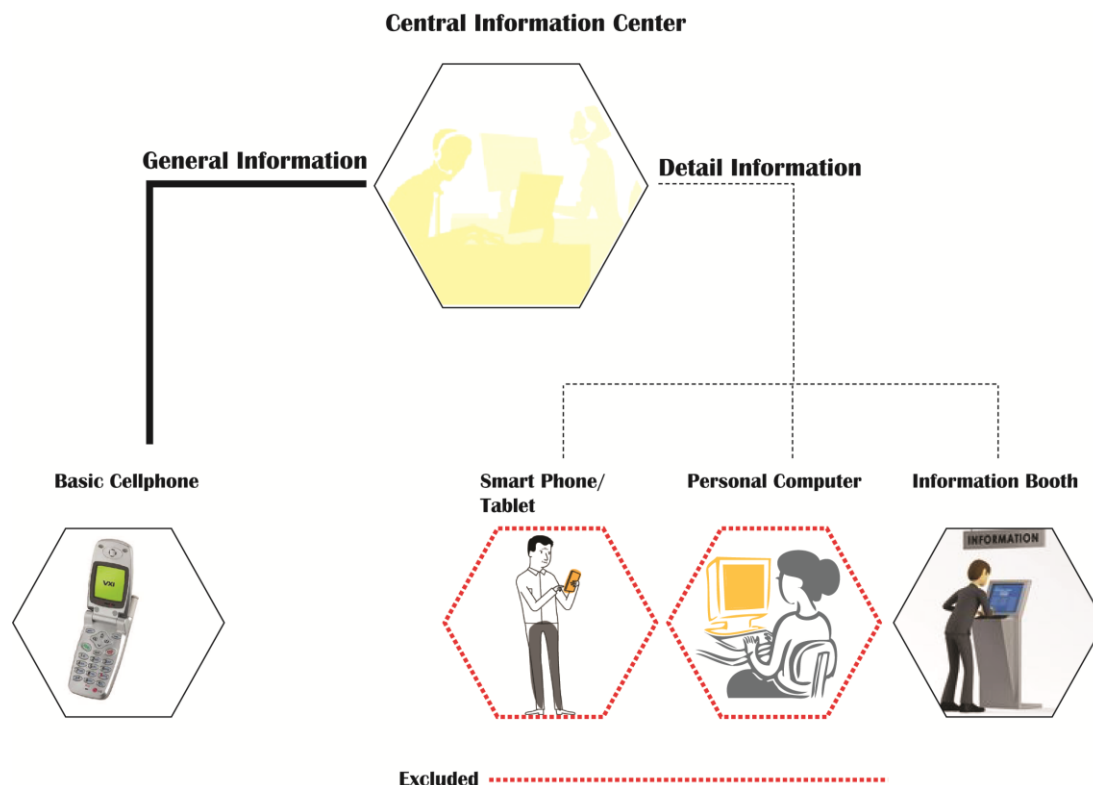 Central Information Center
General Information
Detail Information
Basic Cellphone
Smart Phone/
Tablet
Personal Computer
Information Booth
VXI
INFORMATION
Excluded